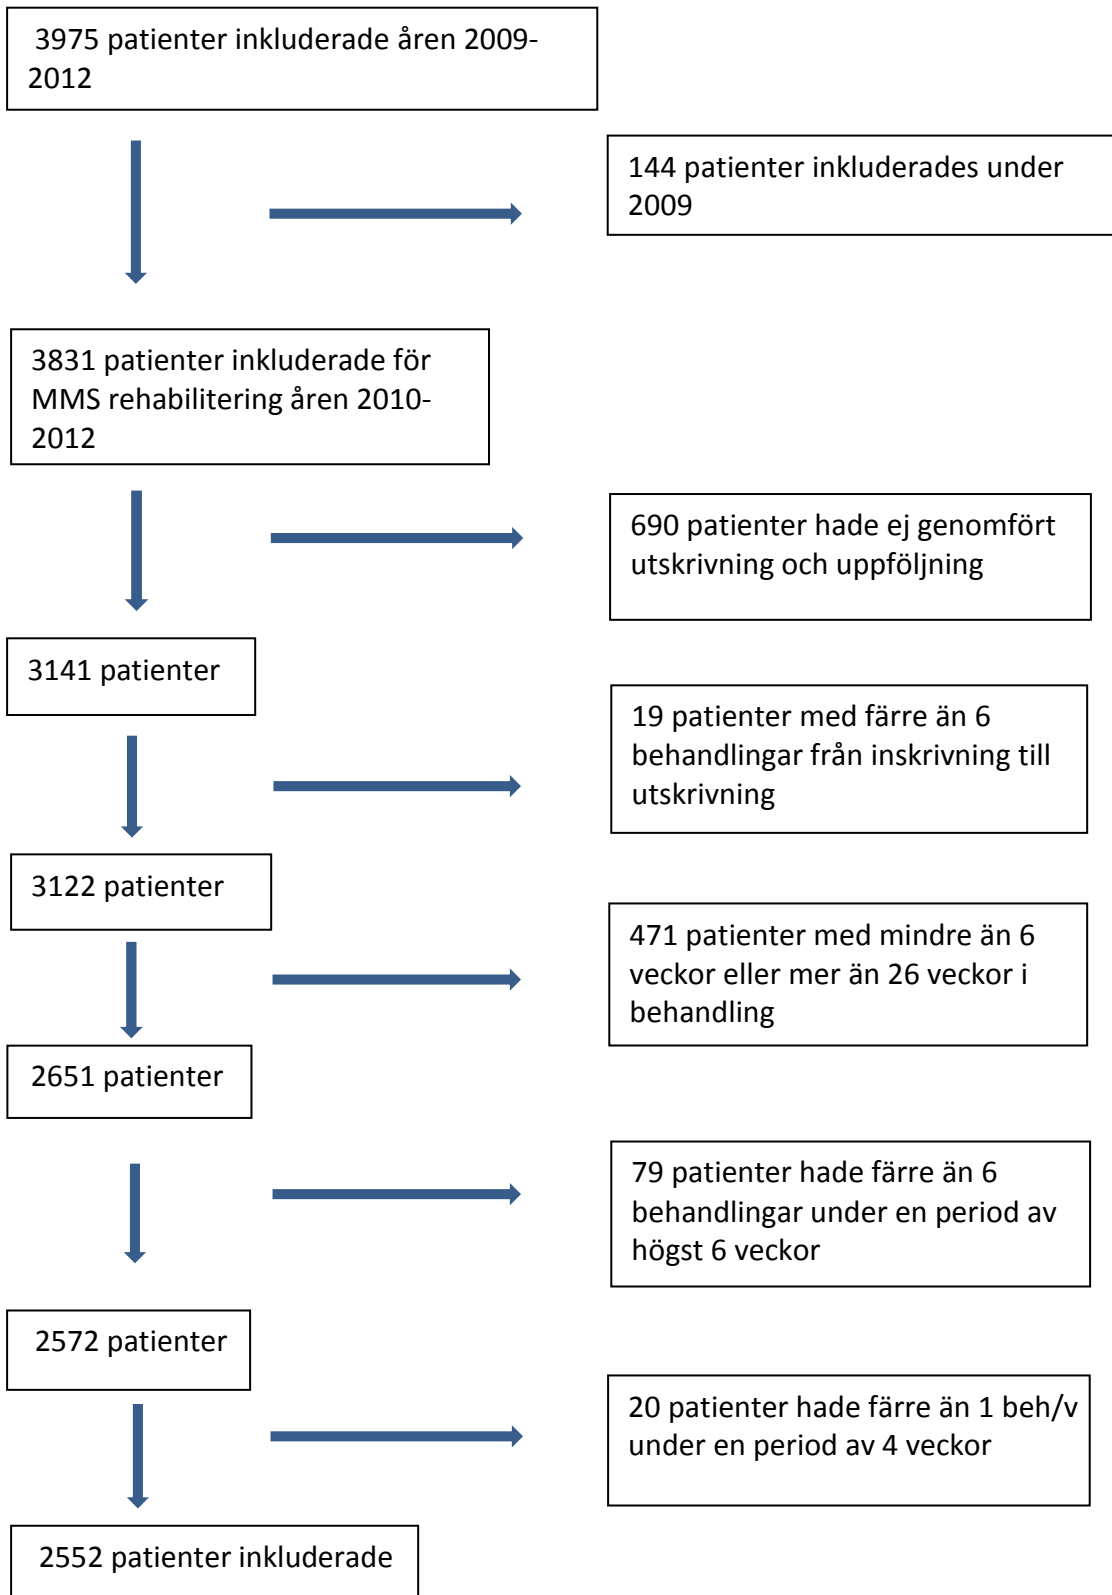 3975 patienter inkluderade åren 2009-
2012
144 patienter inkluderades under
2009
3831 patienter inkluderade för
MMS rehabilitering åren 2010-
2012
690 patienter hade ej genomfört
utskrivning och uppföljning
3141 patienter
19 patienter med färre än 6
behandlingar från inskrivning till
utskrivning
3122 patienter
471 patienter med mindre än 6
veckor eller mer än 26 veckor i
behandling
2651 patienter
79 patienter hade färre än 6
behandlingar under en period av
högst 6 veckor
2572 patienter
20 patienter hade färre än 1 beh/v
under en period av 4 veckor
2552 patienter inkluderade